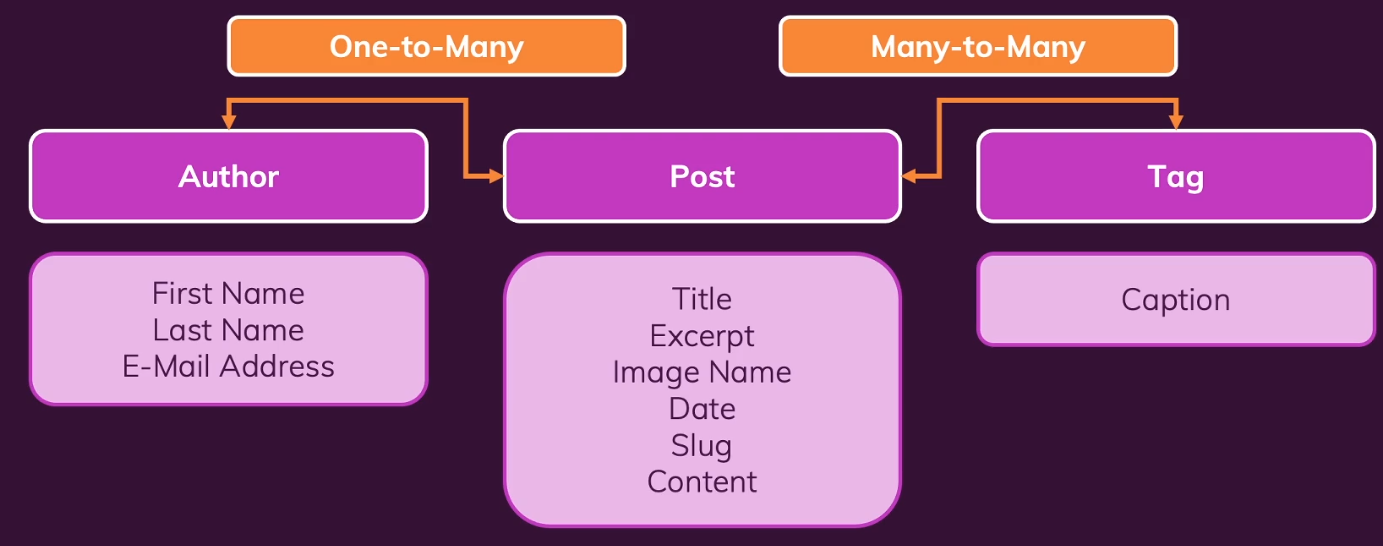 One-to-Many
Many-to-Many
Author
Post
Tag
First Name
Last Name
E-Mail Address
Title
Excerpt
Image Name
Date
Slug
Content
Caption